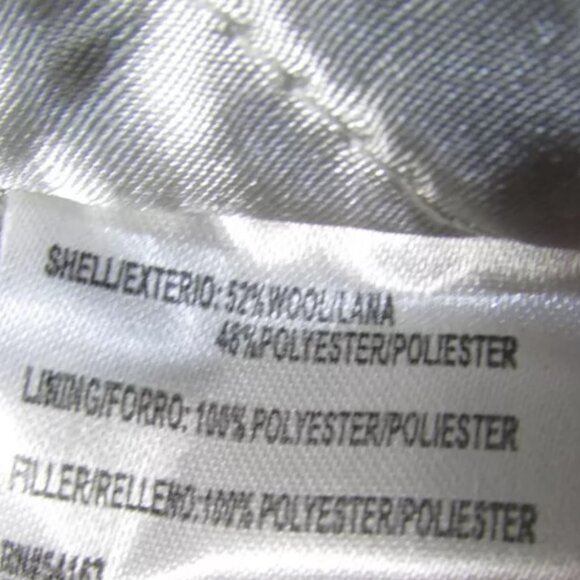 SHELL/EXTERIO: 52%WOOL/LANA
48%POLYESTER/POLIESTER
LINING/FORRO: 100% POLYESTER/POLIESTER
FILLER/RELLENO:100% POLYESTER/POLIESTER